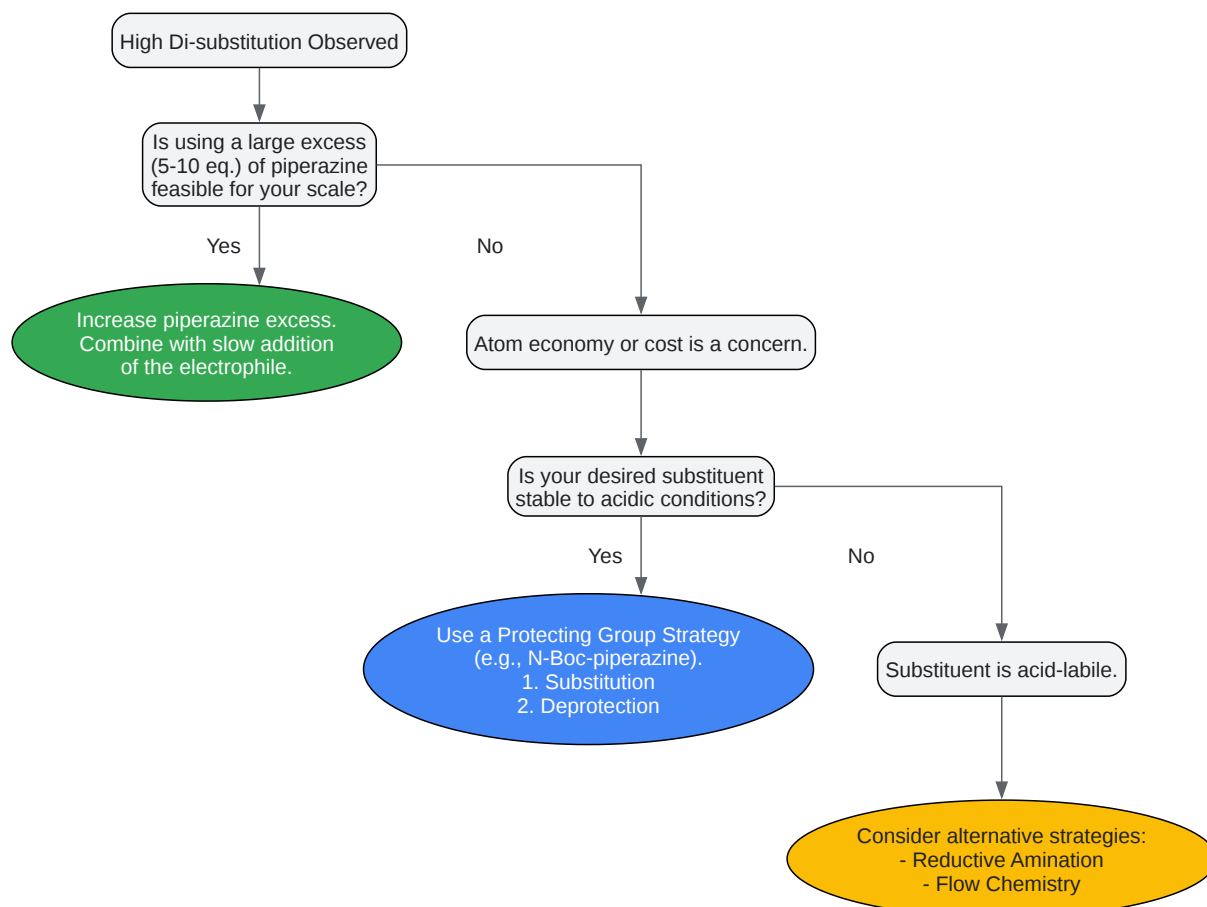 High Di-substitution Observed
Is using a large excess
(5-10 eq.) of piperazine
feasible for your scale?
Yes
No
Increase piperazine excess.
Combine with slow addition
of the electrophile.
Atom economy or cost is a concern.
Is your desired substituent
stable to acidic conditions?
Yes
No
Use a Protecting Group Strategy
(e.g., N-Boc-piperazine).
1. Substitution
2. Deprotection
Substituent is acid-labile.
Consider alternative strategies:
- Reductive Amination
- Flow Chemistry